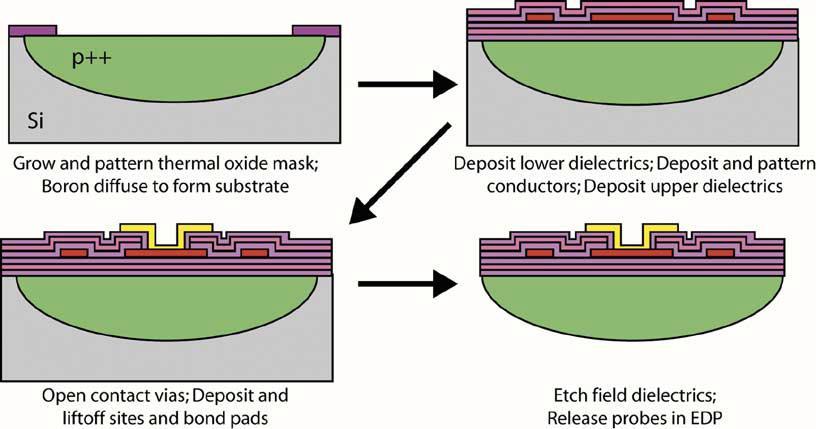 p++
Si
Grow and pattern thermal oxide mask;
Boron diffuse to form substrate
Deposit lower dielectrics; Deposit and pattern
conductors; Deposit upper dielectrics
Open contact vias; Deposit and
liftoff sites and bond pads
Etch field dielectrics;
Release probes in EDP